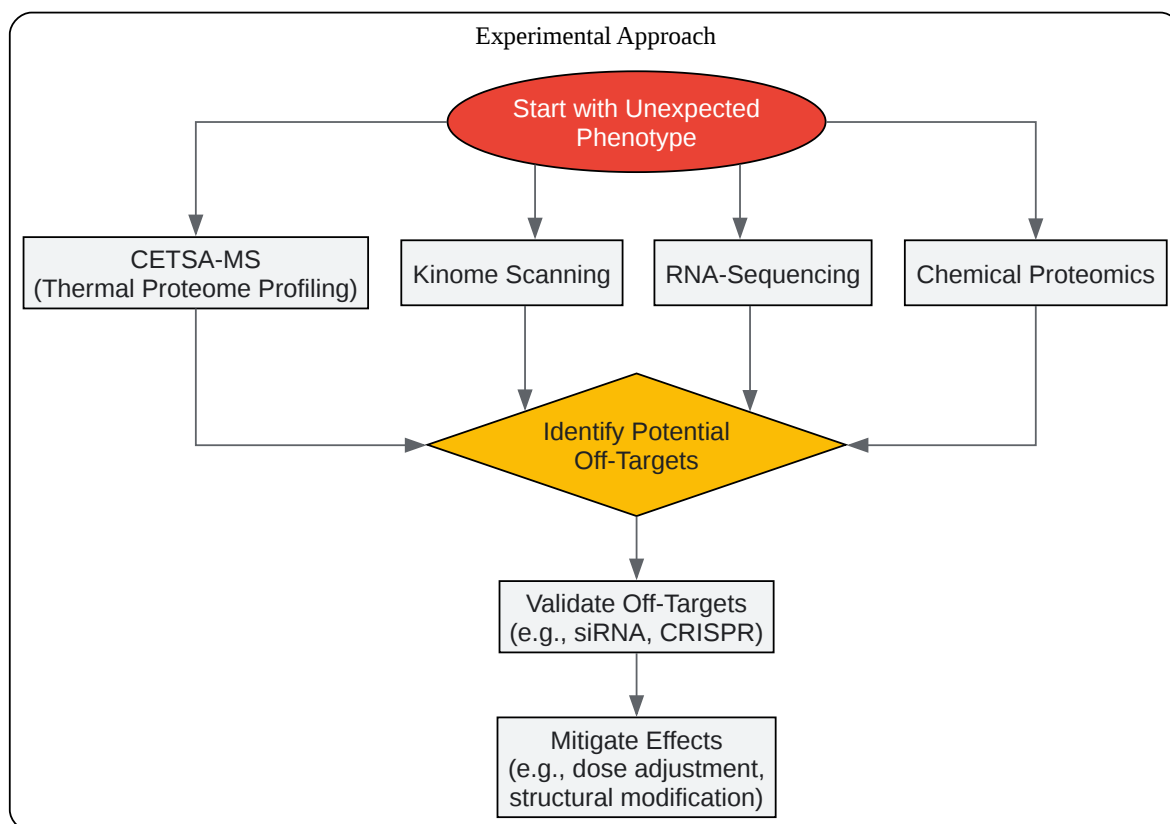 Experimental Approach
Start with Unexpected
Phenotype
CETSA-MS
(Thermal Proteome Profiling)
Kinome Scanning
RNA-Sequencing
Chemical Proteomics
Identify Potential
Off-Targets
Validate Off-Targets
(e.g., siRNA, CRISPR)
Mitigate Effects
(e.g., dose adjustment,
structural modification)